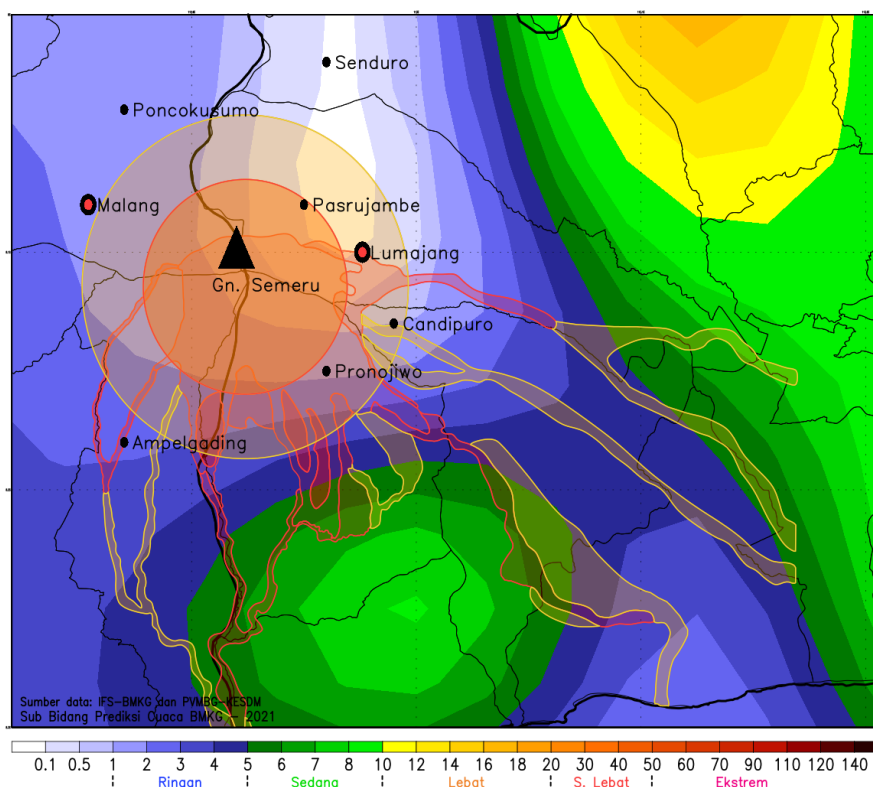 Senduro
Poncokusumo
Malang
Pasrujambe
Lumajang
Gn. Semeru
Candipuro
Pronojiwo
Ampelgading
Sumber data: IFS-BMKG dan PVMBG-KESDM
Sub Bidang Prediksi Cuaca BMKG - 2021
0.1 0.5 1 2 3 4 5 6 7 8 10 12 14 16 18 20 30 40 50 60 70 90 110 120 140
Ringan Sedang Lebat S. Lebat Ekstrem